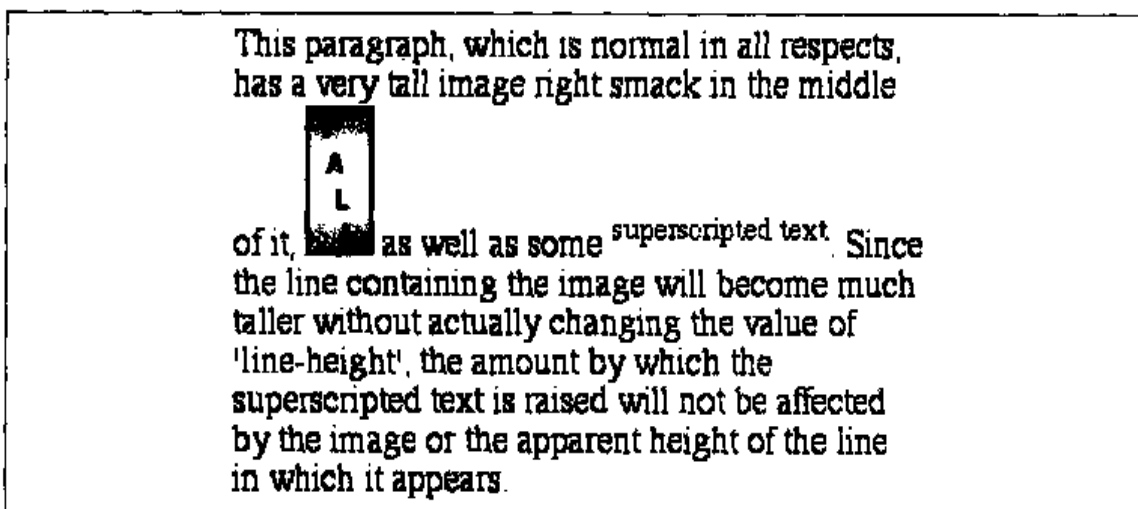 This paragraph, which is normal in all respects,
has a very tall image right smack in the middle
A
L
of it, as well as some superscripted text. Since
the line containing the image will become much
taller without actually changing the value of
'line-height', the amount by which the
superscripted text is raised will not be affected
by the image or the apparent height of the line
in which it appears.